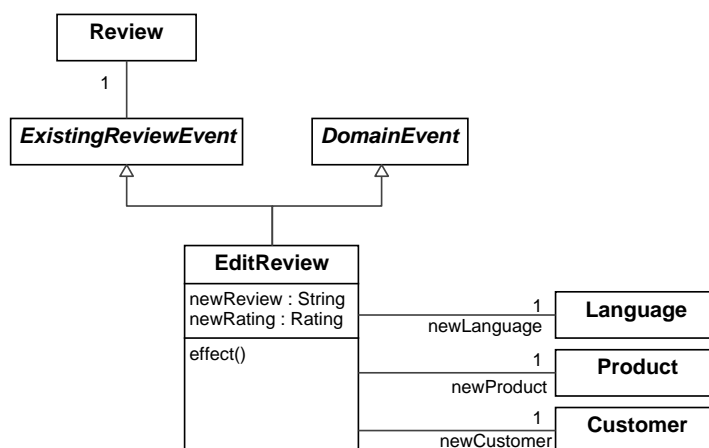 Review
1
ExistingReviewEvent
DomainEvent
EditReview
newReview : String
newRating : Rating
effect()
1
newLanguage
Language
1
newProduct
Product
1
newCustomer
Customer